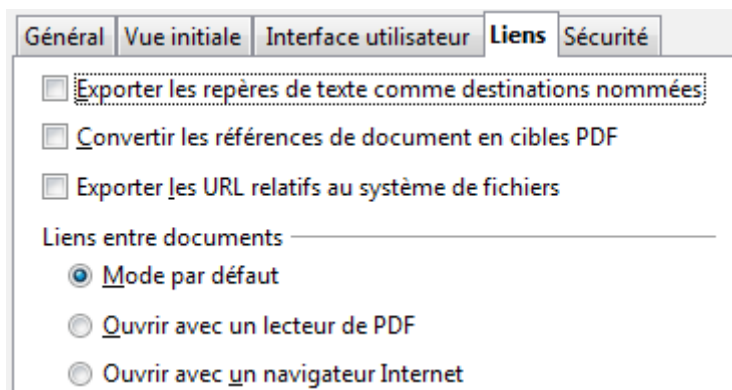 Général Vue initiale Interface utilisateur Liens Sécurité
Exporter les repères de texte comme destinations nommées
Convertir les références de document en cibles PDF
Exporter les URL relatifs au système de fichiers
Liens entre documents
Mode par défaut
Ouvrir avec un lecteur de PDF
Ouvrir avec un navigateur Internet